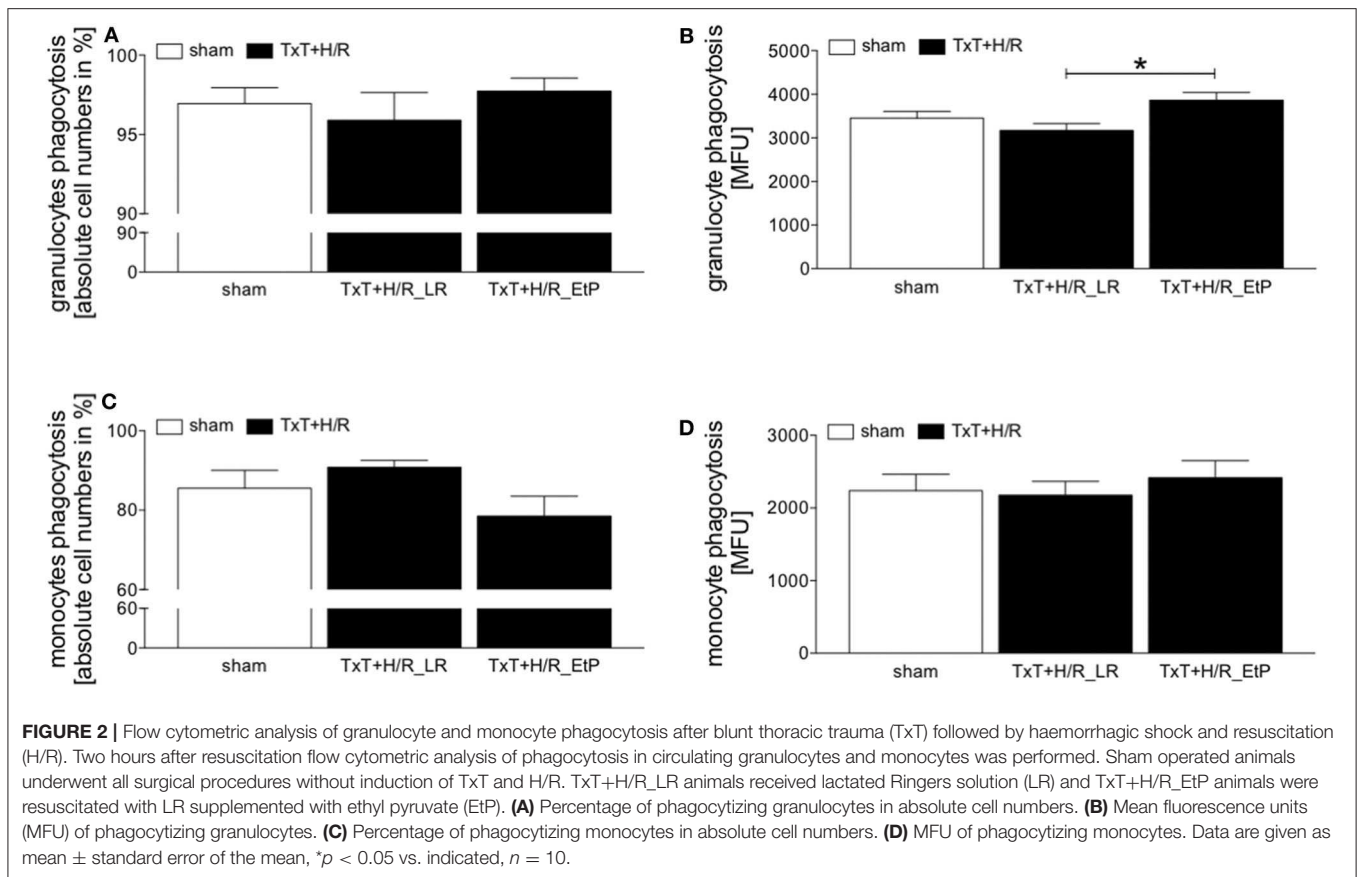 A
sham TxT+H/R
granulocytes phagocytosis
[absolute cell numbers in %]
100
95
90
90
0
sham TxT+H/R_LR TxT+H/R_EtP
B
sham TxT+H/R
*
granulocyte phagocytosis
[MFU]
5000
4000
3000
2000
1000
0
sham TxT+H/R_LR TxT+H/R_EtP
C
sham TxT+H/R
monocytes phagocytosis
[absolute cell numbers in %]
100
80
60
60
0
sham TxT+H/R_LR TxT+H/R_EtP
D
sham TxT+H/R
monocyte phagocytosis
[MFU]
3000
2000
1000
0
sham TxT+H/R_LR TxT+H/R_EtP
FIGURE 2 | Flow cytometric analysis of granulocyte and monocyte phagocytosis after blunt thoracic trauma (TxT) followed by haemorrhagic shock and resuscitation
(H/R). Two hours after resuscitation flow cytometric analysis of phagocytosis in circulating granulocytes and monocytes was performed. Sham operated animals
underwent all surgical procedures without induction of TxT and H/R. TxT+H/R_LR animals received lactated Ringers solution (LR) and TxT+H/R_EtP animals were
resuscitated with LR supplemented with ethyl pyruvate (EtP). (A) Percentage of phagocytizing granulocytes in absolute cell numbers. (B) Mean fluorescence units
(MFU) of phagocytizing granulocytes. (C) Percentage of phagocytizing monocytes in absolute cell numbers. (D) MFU of phagocytizing monocytes. Data are given as
mean ± standard error of the mean, *p < 0.05 vs. indicated, n = 10.